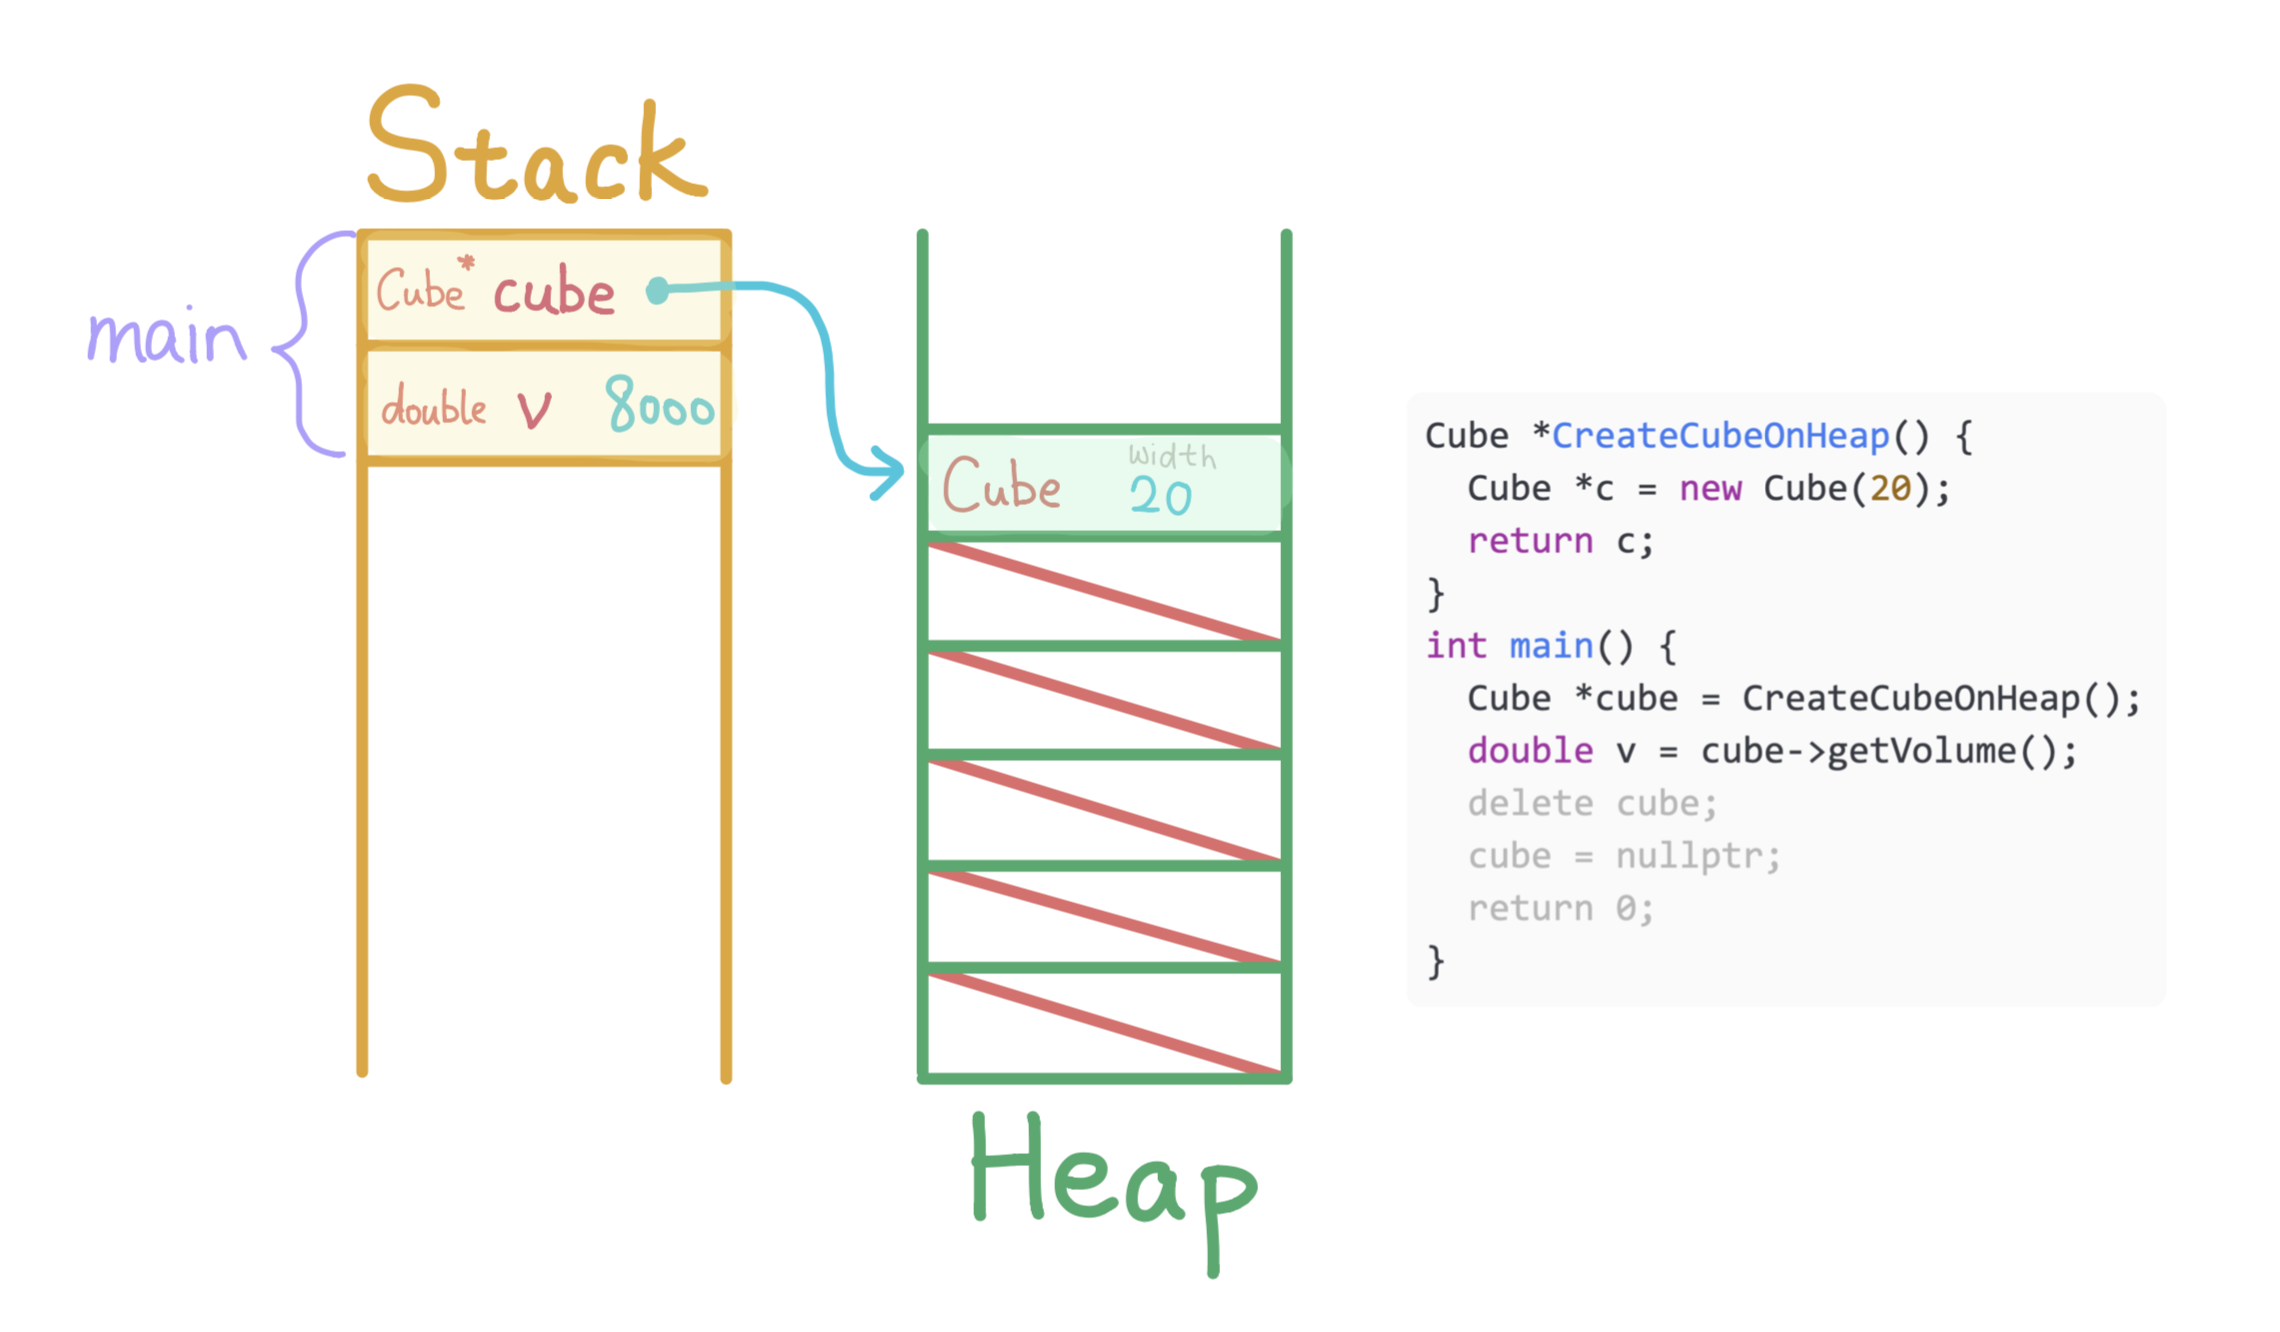 Stack
main
Cube* cube
double v 8000
width
Cube 20
Heap
Cube *CreateCubeOnHeap() {
  Cube *c = new Cube(20);
  return c;
}
int main() {
  Cube *cube = CreateCubeOnHeap();
  double v = cube->getVolume();
  delete cube;
  cube = nullptr;
  return 0;
}